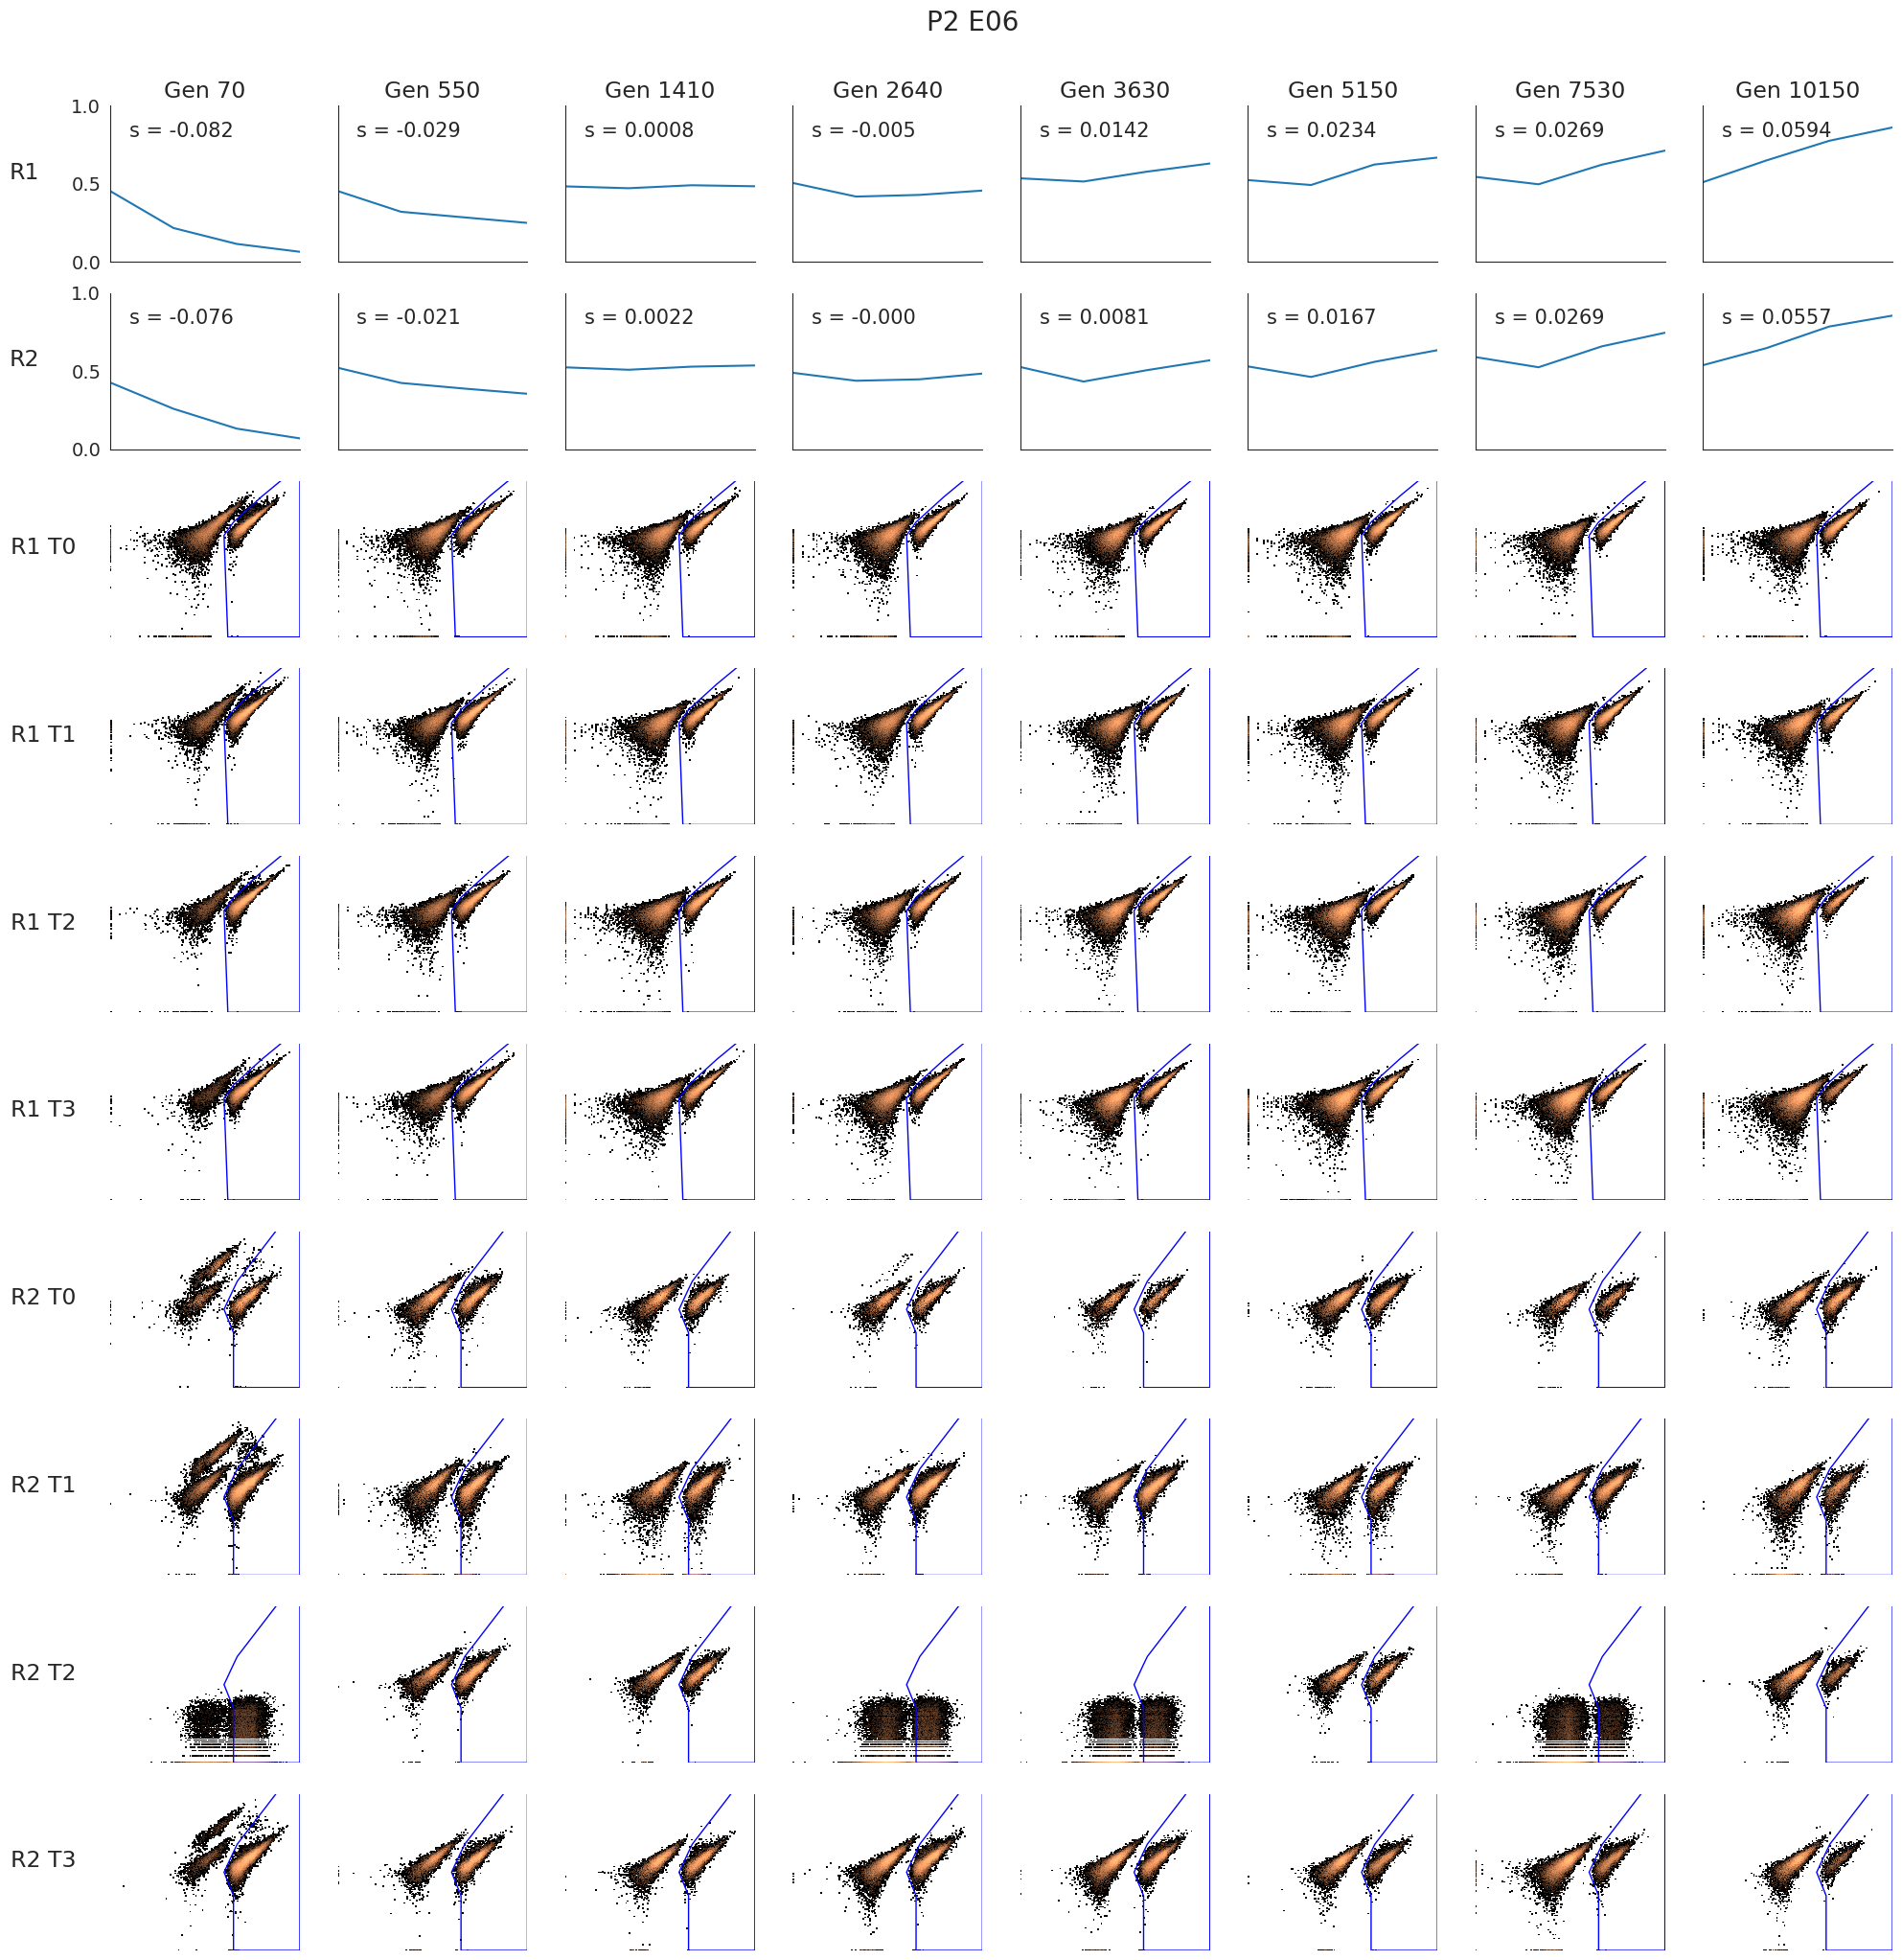 P2 E06
Gen 70 Gen 550 Gen 1410 Gen 2640 Gen 3630 Gen 5150 Gen 7530 Gen 10150
1.0
s = -0.082 s = -0.029 s = 0.0008 s = -0.005 s = 0.0142 s = 0.0234 s = 0.0269 s = 0.0594
R1
0.5
0.0
1.0
s = -0.076 s = -0.021 s = 0.0022 s = -0.000 s = 0.0081 s = 0.0167 s = 0.0269 s = 0.0557
R2
0.5
0.0
R1 T0
R1 T1
R1 T2
R1 T3
R2 T0
R2 T1
R2 T2
R2 T3